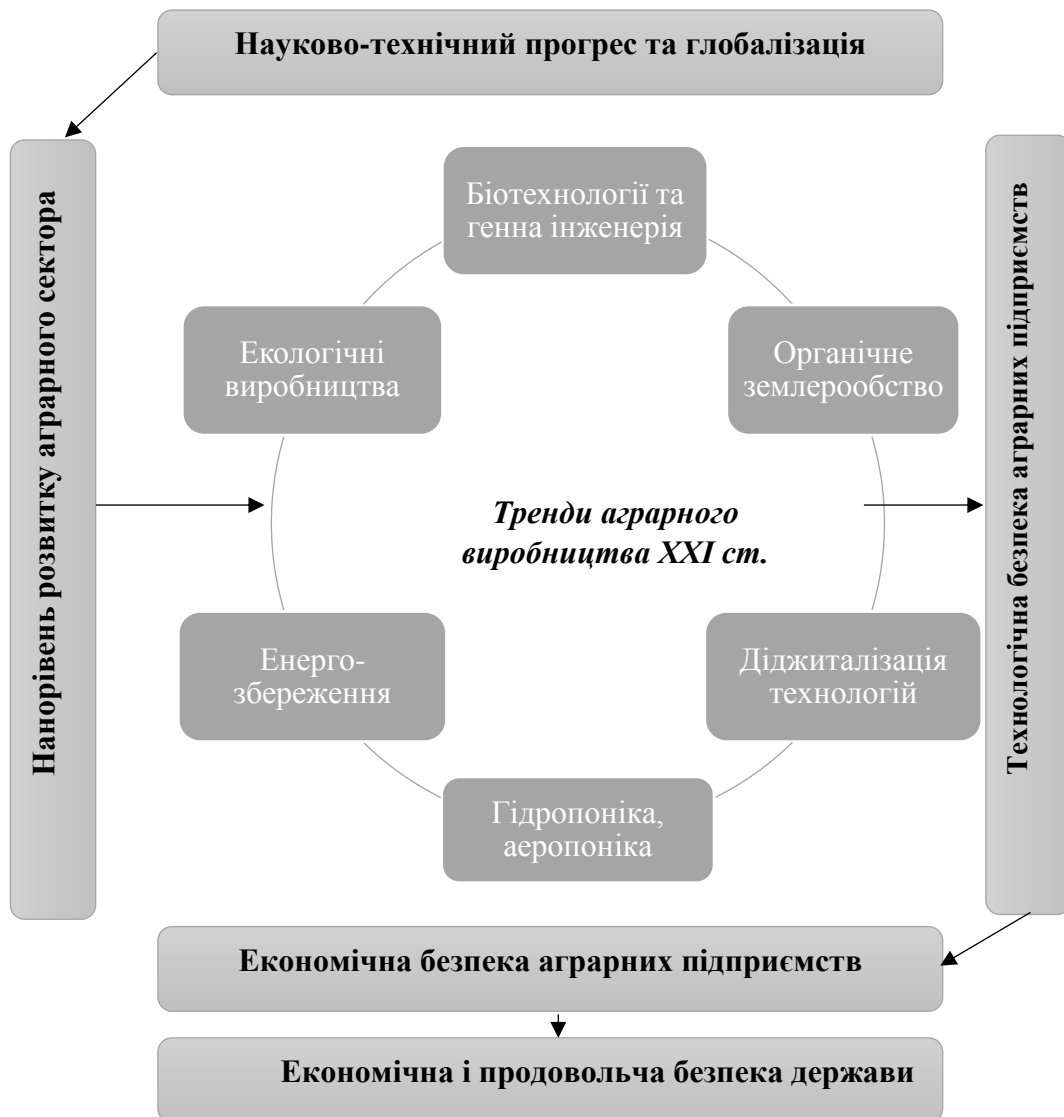 Науково-технічний прогрес та глобалізація
Нанорівень розвитку аграрного сектора
Біотехнології та
генна інженерія
Екологічні
виробництва
Органічне
землерообство
Тренди аграрного
виробництва XXI ст.
Енерго-
збереження
Діджиталізація
технологій
Гідропоніка,
аеропоніка
Технологічна безпека аграрних підприємств
Економічна безпека аграрних підприємств
Економічна і продовольча безпека держави